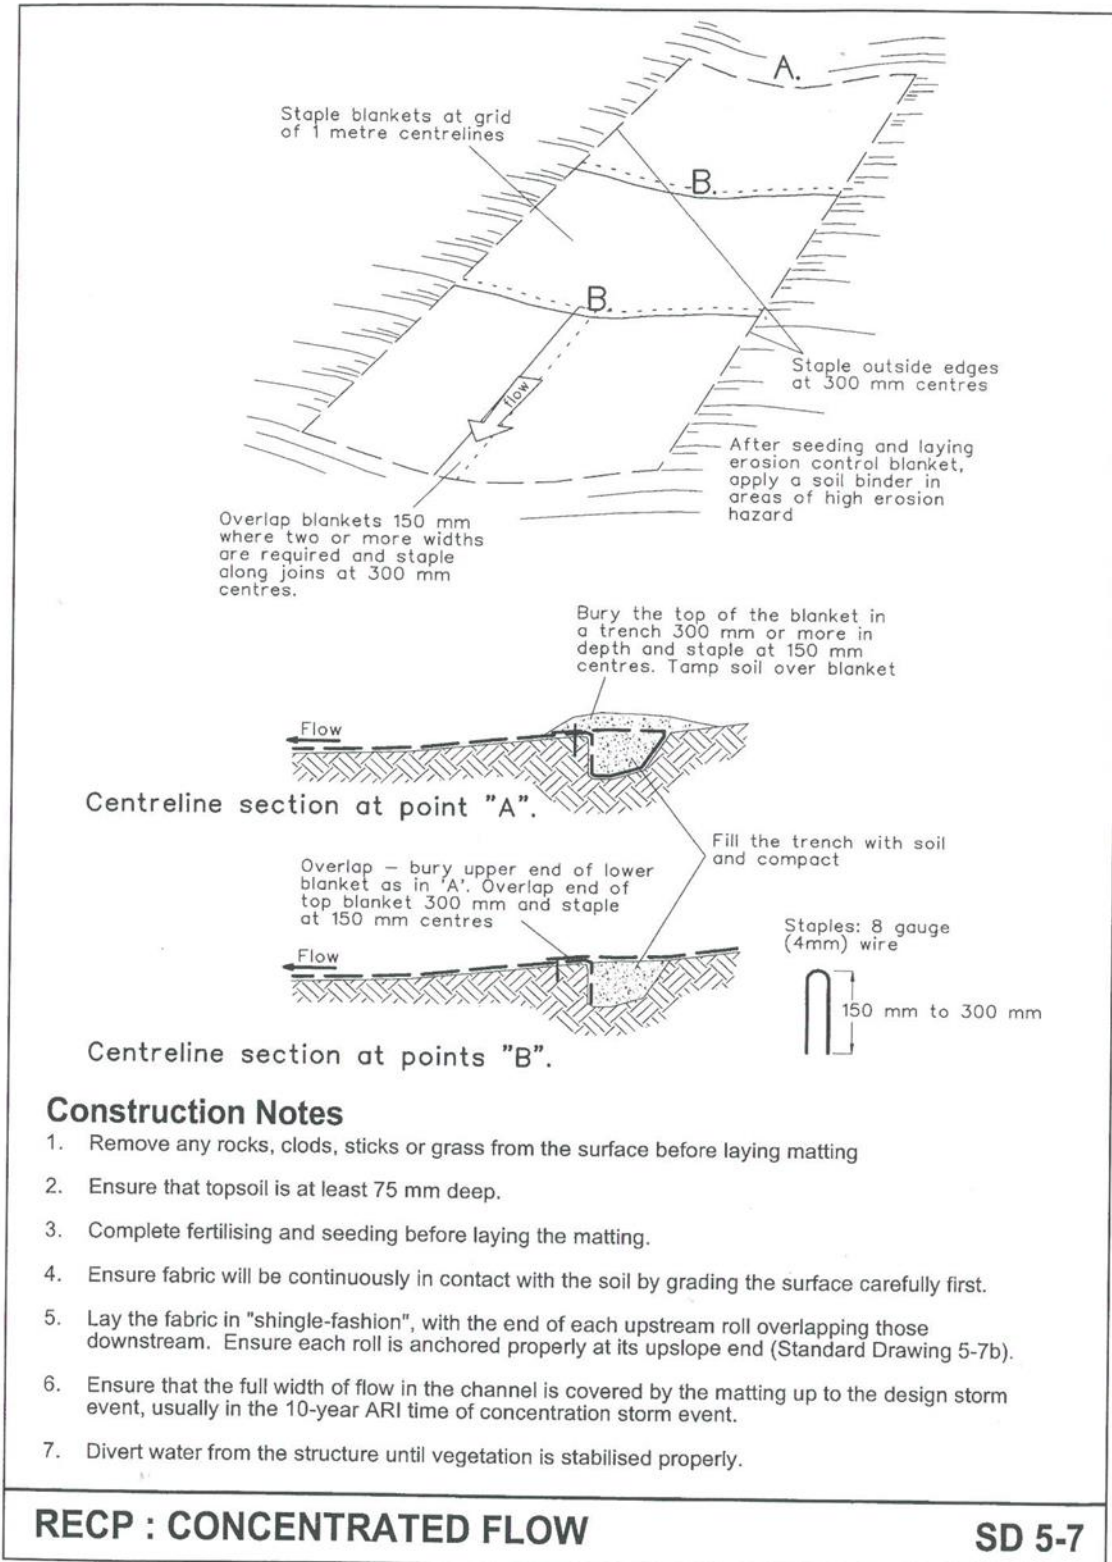 A.
Staple blankets at grid
of 1 metre centrelines
B.
B.
Staple outside edges
at 300 mm centres
flow
After seeding and laying
erosion control blanket,
apply a soil binder in
areas of high erosion
hazard
Overlap blankets 150 mm
where two or more widths
are required and staple
along joins at 300 mm
centres.
Bury the top of the blanket in
a trench 300 mm or more in
depth and staple at 150 mm
centres. Tamp soil over blanket
Flow
Centreline section at point "A".
Fill the trench with soil
and compact
Overlap – bury upper end of lower
blanket as in 'A'. Overlap end of
top blanket 300 mm and staple
at 150 mm centres
Staples: 8 gauge
(4mm) wire
Flow
150 mm to 300 mm
Centreline section at points "B".
Construction Notes
1. Remove any rocks, clods, sticks or grass from the surface before laying matting
2. Ensure that topsoil is at least 75 mm deep.
3. Complete fertilising and seeding before laying the matting.
4. Ensure fabric will be continuously in contact with the soil by grading the surface carefully first.
5. Lay the fabric in "shingle-fashion", with the end of each upstream roll overlapping those
downstream. Ensure each roll is anchored properly at its upslope end (Standard Drawing 5-7b).
6. Ensure that the full width of flow in the channel is covered by the matting up to the design storm
event, usually in the 10-year ARI time of concentration storm event.
7. Divert water from the structure until vegetation is stabilised properly.
RECP : CONCENTRATED FLOW
SD 5-7